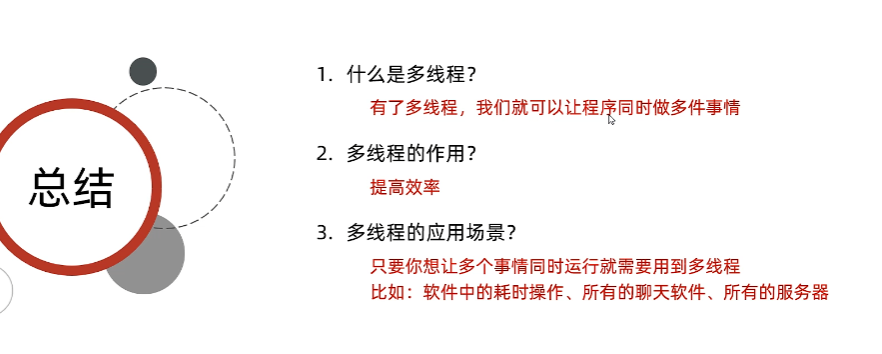 总结
1. 什么是多线程？
有了多线程，我们就可以让程序同时做多件事情
2. 多线程的作用？
提高效率
3. 多线程的应用场景？
只要你想让多个事情同时运行就需要用到多线程
比如：软件中的耗时操作、所有的聊天软件、所有的服务器